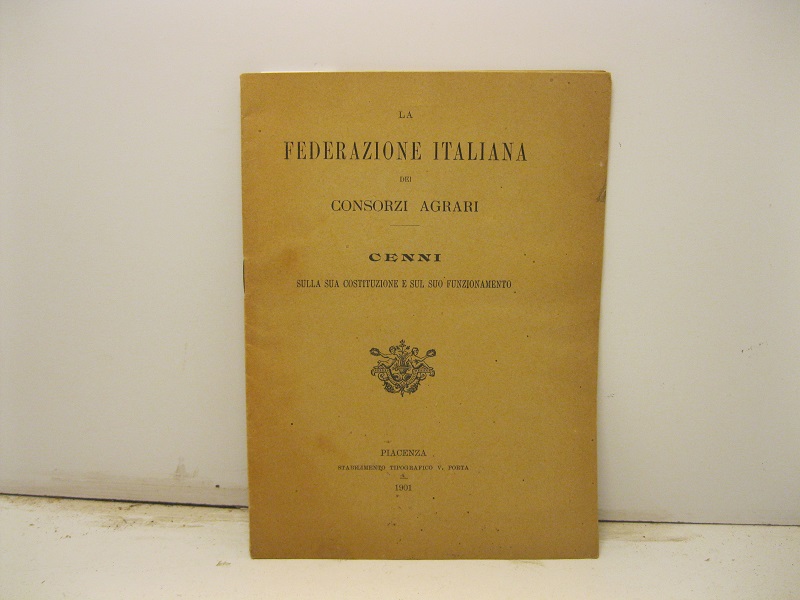 LA
FEDERAZIONE ITALIANA
DEI
CONSORZI AGRARI
CENNI
SULLA SUA COSTITUZIONE E SUL SUO FUNZIONAMENTO
PIACENZA
STABILIMENTO TIPOGRAFICO V. PORTA
1901